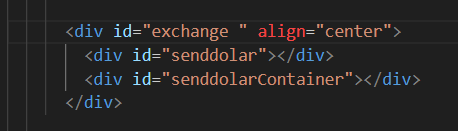 <div id="exchange " align="center">
<div id="senddolar"></div>
<div id="senddolarContainer"></div>
</div>